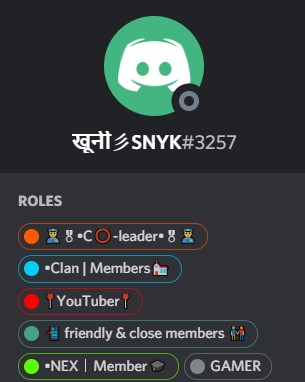 खूनी彡SNYK#3257
ROLES
👮🎖•C⭕-leader•🎖👮
•Clan | Members🏩
📍YouTuber📍
📲 friendly & close members 👬
•NEX | Member🎓 GAMER